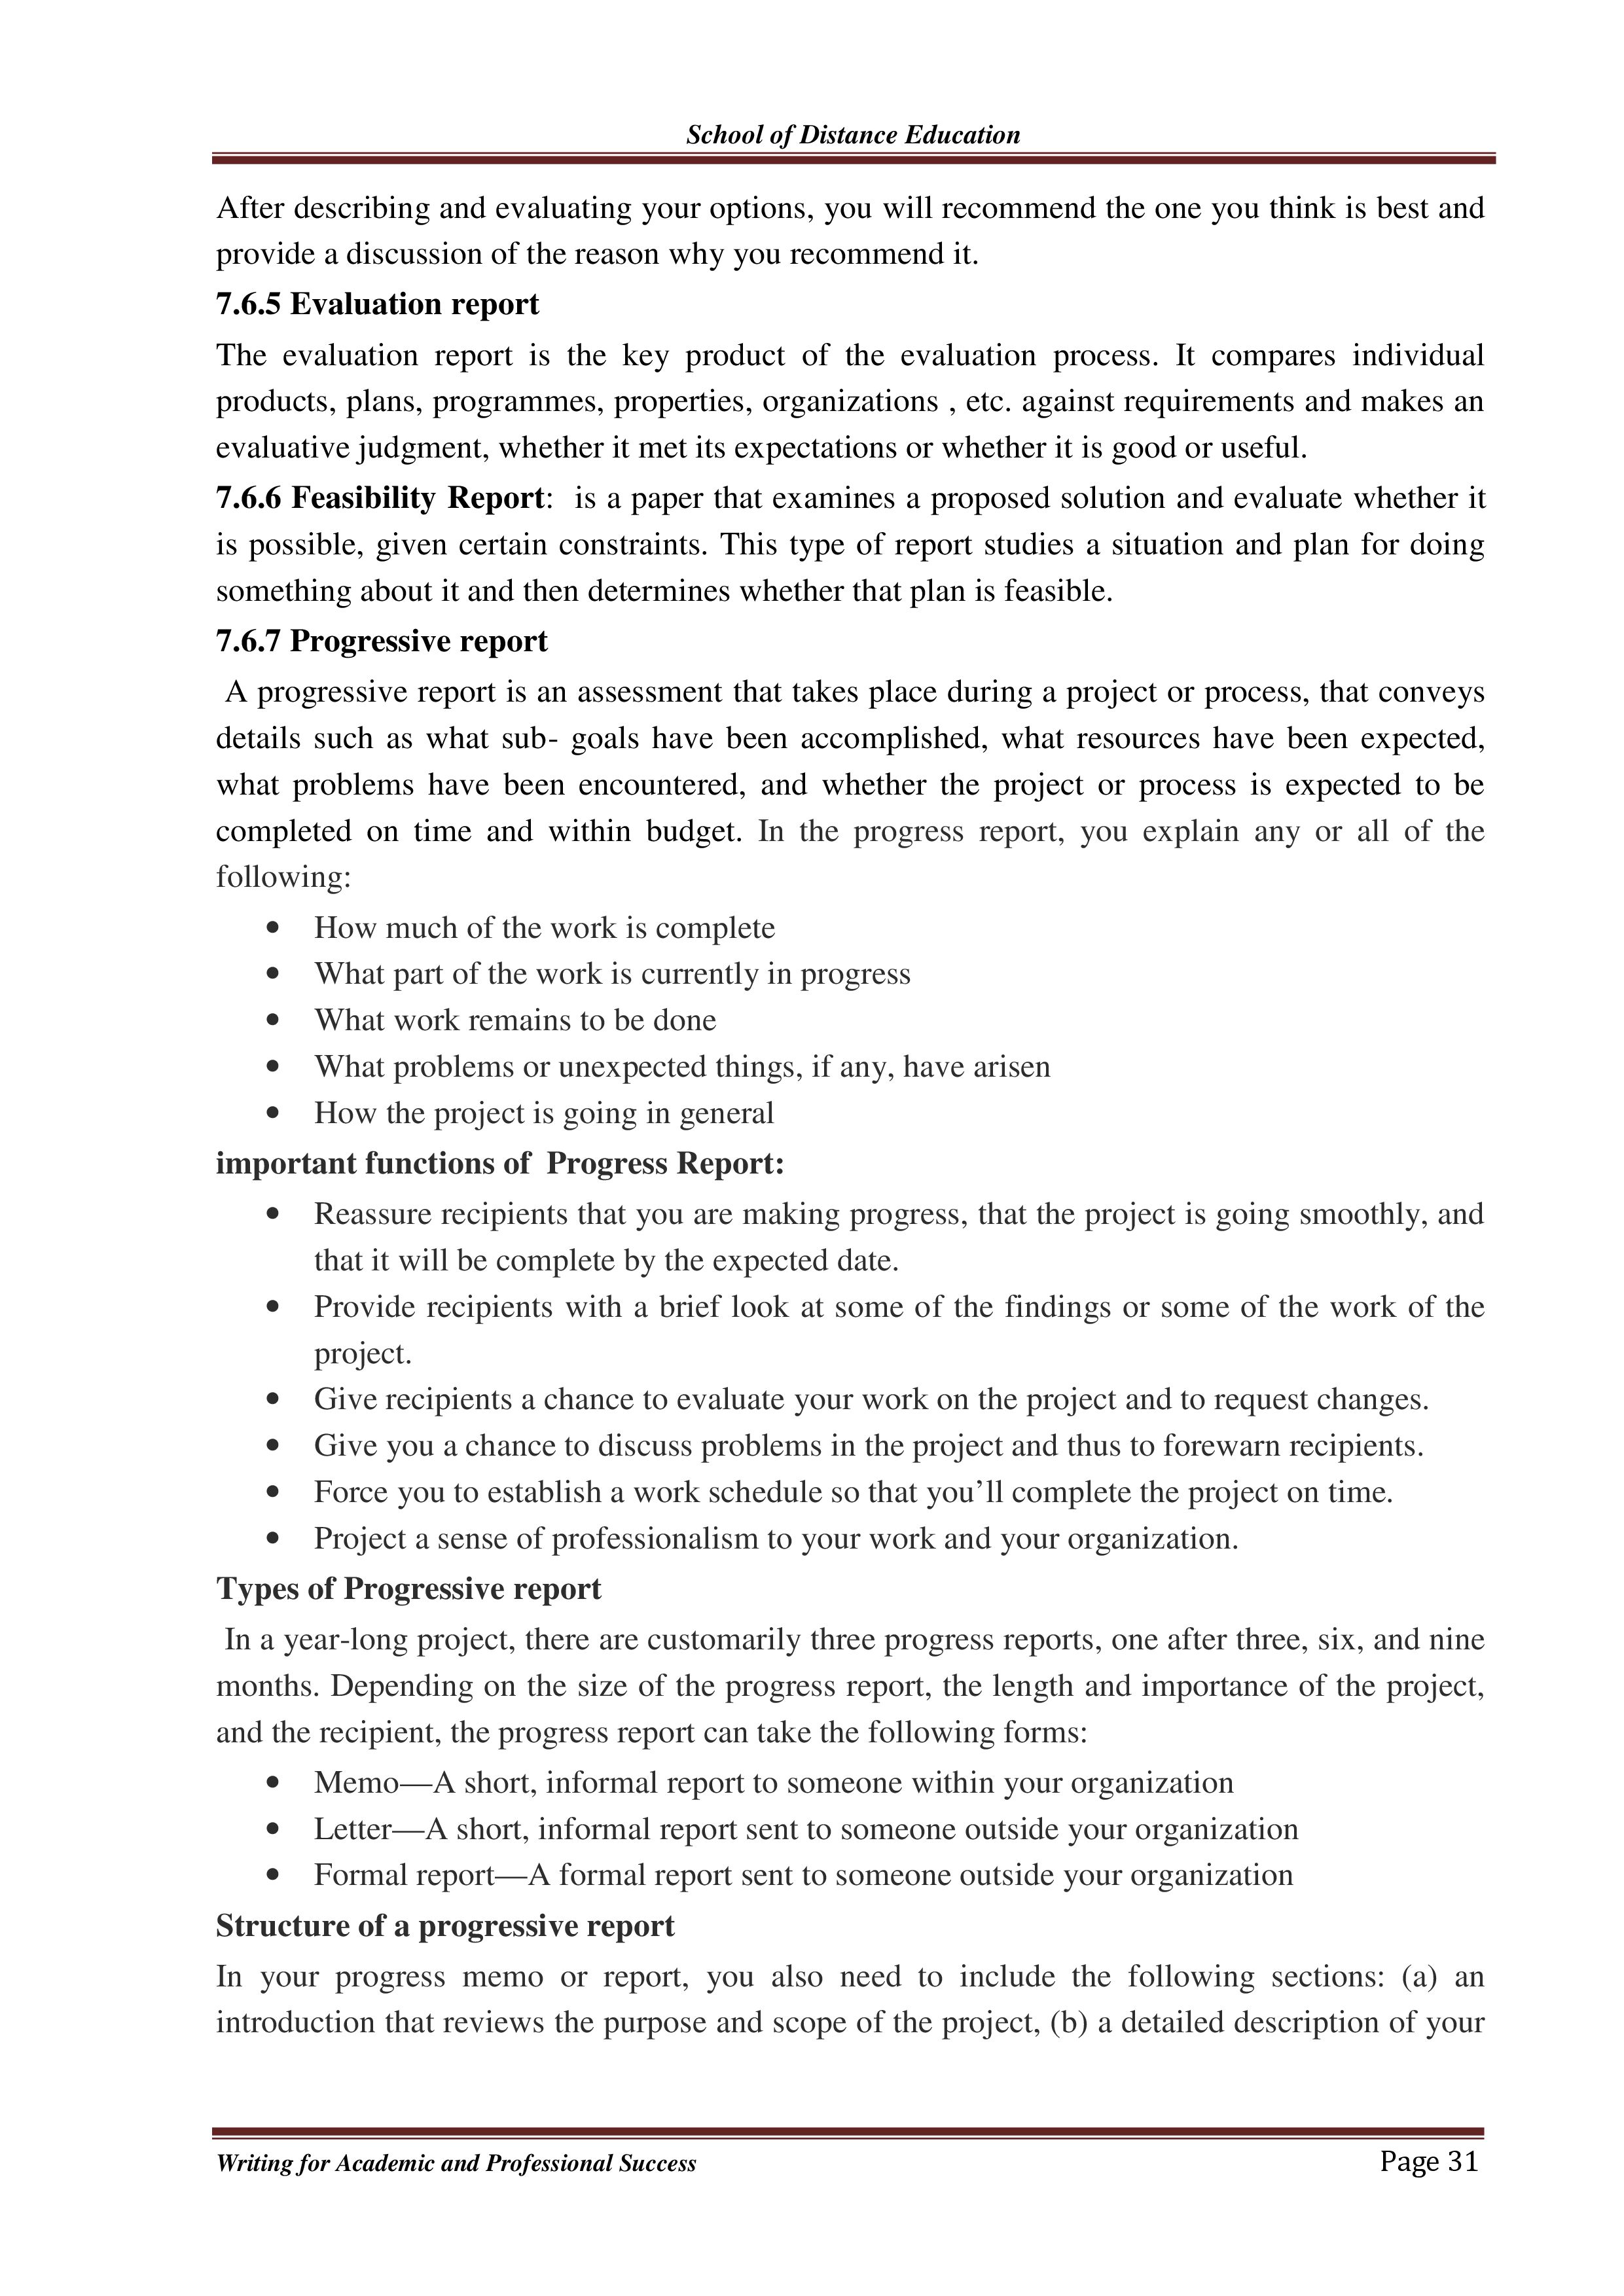 School of Distance Education
After describing and evaluating your options, you will recommend the one you think is best and
provide a discussion of the reason why you recommend it.
7.6.5 Evaluation report
The evaluation report is the key product of the evaluation process. It compares individual
products, plans, programmes, properties, organizations , etc. against requirements and makes an
evaluative judgment, whether it met its expectations or whether it is good or useful.
7.6.6 Feasibility Report:  is a paper that examines a proposed solution and evaluate whether it
is possible, given certain constraints. This type of report studies a situation and plan for doing
something about it and then determines whether that plan is feasible.
7.6.7 Progressive report
A progressive report is an assessment that takes place during a project or process, that conveys
details such as what sub- goals have been accomplished, what resources have been expected,
what problems have been encountered, and whether the project or process is expected to be
completed on time and within budget. In the progress report, you explain any or all of the
following:
• How much of the work is complete
• What part of the work is currently in progress
• What work remains to be done
• What problems or unexpected things, if any, have arisen
• How the project is going in general
important functions of  Progress Report:
• Reassure recipients that you are making progress, that the project is going smoothly, and
that it will be complete by the expected date.
• Provide recipients with a brief look at some of the findings or some of the work of the
project.
• Give recipients a chance to evaluate your work on the project and to request changes.
• Give you a chance to discuss problems in the project and thus to forewarn recipients.
• Force you to establish a work schedule so that you’ll complete the project on time.
• Project a sense of professionalism to your work and your organization.
Types of Progressive report
In a year-long project, there are customarily three progress reports, one after three, six, and nine
months. Depending on the size of the progress report, the length and importance of the project,
and the recipient, the progress report can take the following forms:
• Memo—A short, informal report to someone within your organization
• Letter—A short, informal report sent to someone outside your organization
• Formal report—A formal report sent to someone outside your organization
Structure of a progressive report
In your progress memo or report, you also need to include the following sections: (a) an
introduction that reviews the purpose and scope of the project, (b) a detailed description of your
Writing for Academic and Professional Success Page 31